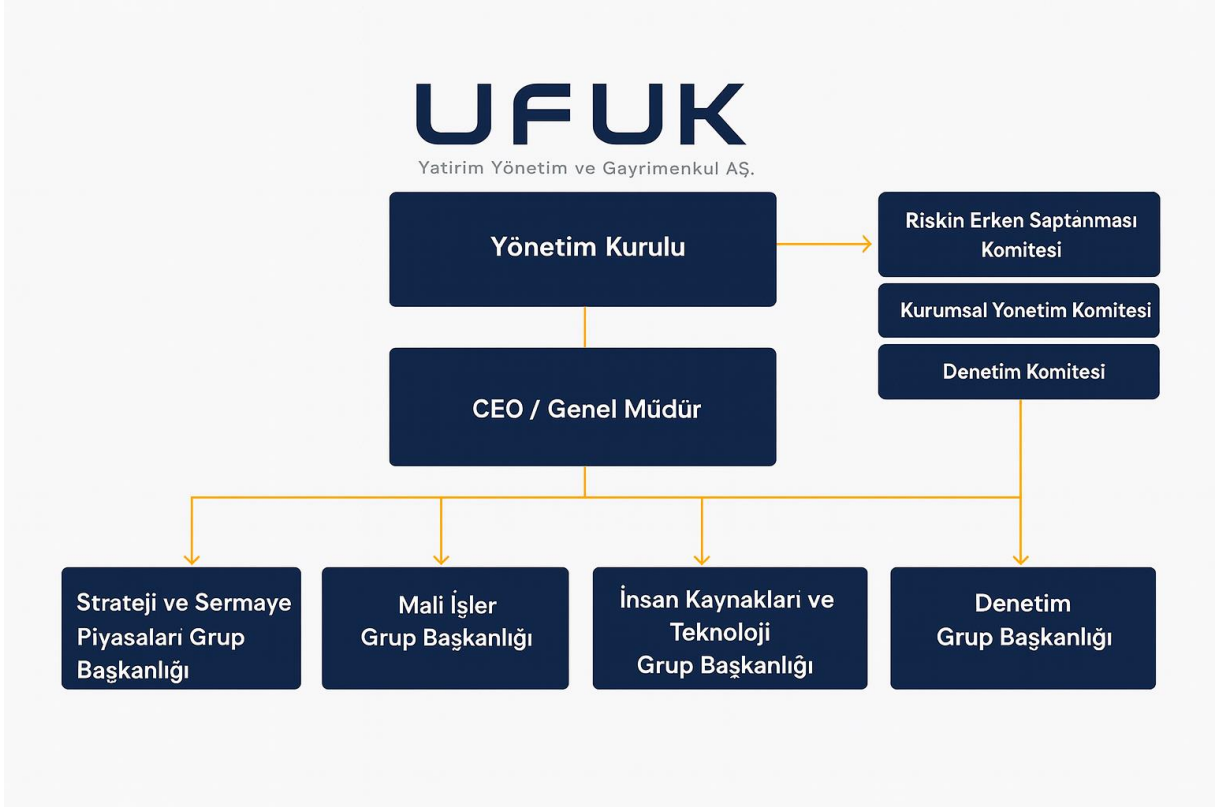 UFUK
Yatirim Yönetim ve Gayrimenkul AŞ.
Yönetim Kurulu
Riskin Erken Saptanması
Komitesi
Kurumsal Yonetim Komitesi
Denetim Komitesi
CEO / Genel Müdür
Strateji ve Sermaye
Piyasaları Grup
Başkanlığı
Mali İşler
Grup Başkanlığı
İnsan Kaynakları ve
Teknoloji
Grup Başkanlığı
Denetim
Grup Başkanlığı